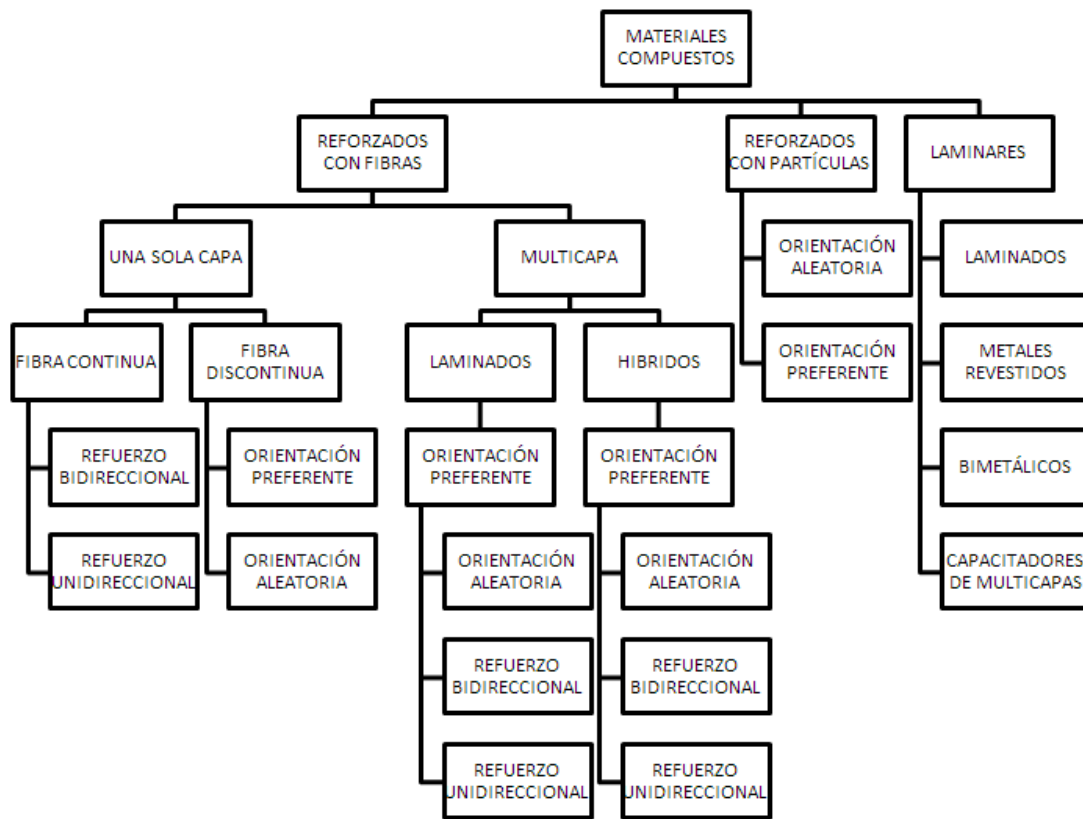 MATERIALES
COMPUESTOS
REFORZADOS
CON FIBRAS
REFORZADOS
CON PARTÍCULAS
LAMINARES
UNA SOLA CAPA
MULTICAPA
ORIENTACIÓN
ALEATORIA
LAMINADOS
FIBRA CONTINUA
FIBRA
DISCONTINUA
LAMINADOS
HIBRIDOS
ORIENTACIÓN
PREFERENTE
METALES
REVESTIDOS
REFUERZO
BIDIRECCIONAL
ORIENTACIÓN
PREFERENTE
ORIENTACIÓN
PREFERENTE
ORIENTACIÓN
PREFERENTE
BIMETÁLICOS
REFUERZO
UNIDIRECCIONAL
ORIENTACIÓN
ALEATORIA
ORIENTACIÓN
ALEATORIA
ORIENTACIÓN
ALEATORIA
CAPACITADORES
DE MULTICAPAS
REFUERZO
BIDIRECCIONAL
REFUERZO
BIDIRECCIONAL
REFUERZO
UNIDIRECCIONAL
REFUERZO
UNIDIRECCIONAL